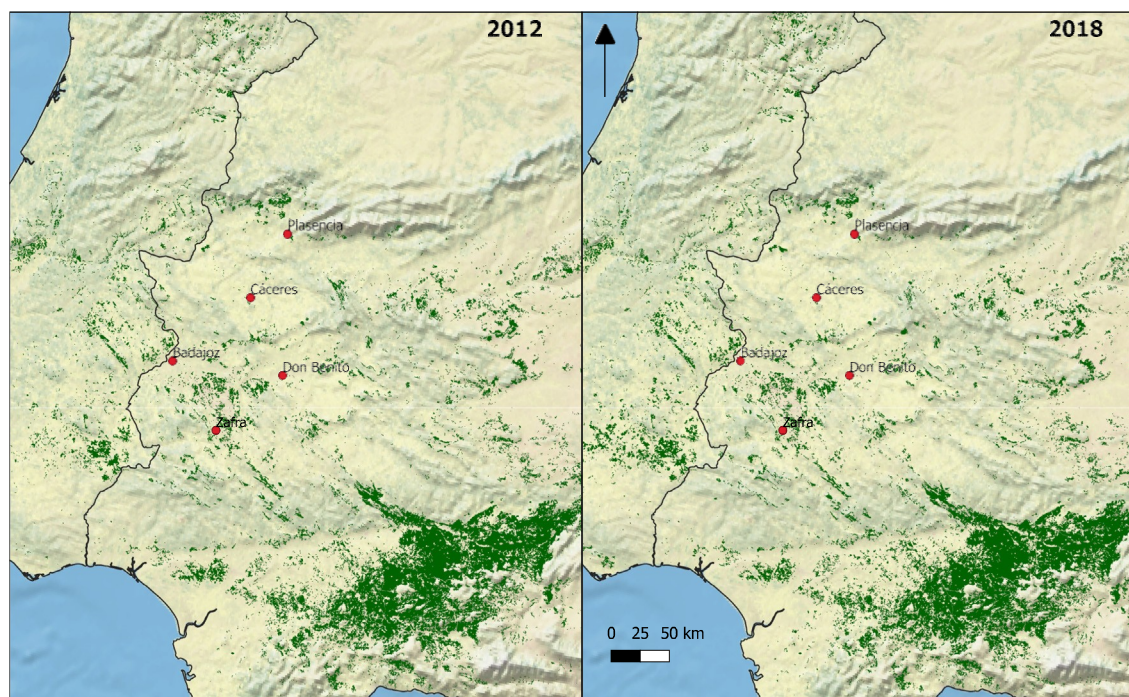 2012
2018
Plasencia
Plasencia
Cáceres
Cáceres
Badajoz
Badajoz
Don Benito
Don Benito
Zafra
Zafra
0 25 50 km